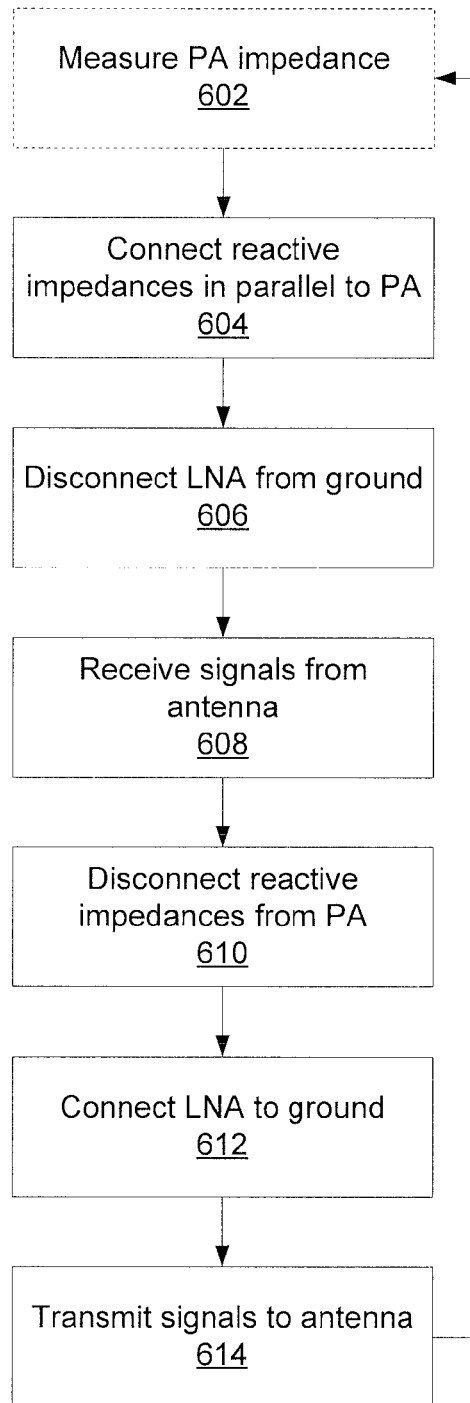 Measure PA impedance
602
Connect reactive
impedances in parallel to PA
604
Disconnect LNA from ground
606
Receive signals from
antenna
608
Disconnect reactive
impedances from PA
610
Connect LNA to ground
612
Transmit signals to antenna
614